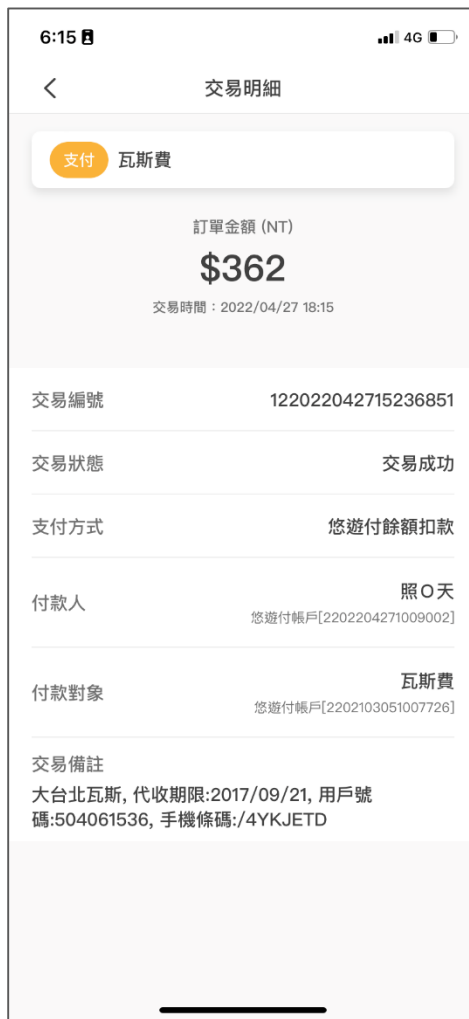 6:15
4G
交易明細
支付 瓦斯費
訂單金額 (NT)
$362
交易時間：2022/04/27 18:15
交易編號 122022042715236851
交易狀態 交易成功
支付方式 悠遊付餘額扣款
付款人 照O天
悠遊付帳戶[2202204271009002]
付款對象 瓦斯費
悠遊付帳戶[2202103051007726]
交易備註
大台北瓦斯, 代收期限:2017/09/21, 用戶號
碼:504061536, 手機條碼:/4YKJETD